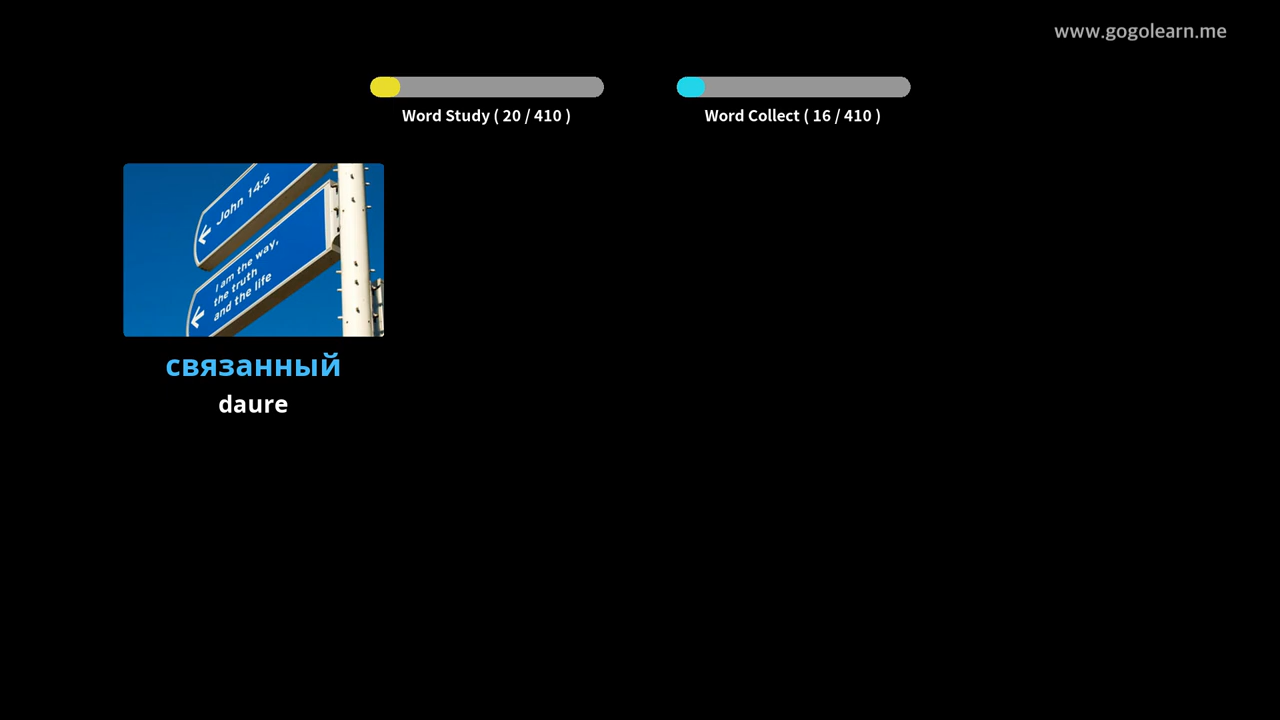 www.gogolearn.me
Word Study ( 20 / 410 )
Word Collect ( 16 / 410 )
John 14:6
I am the way,
the truth
and the life
связанный
daure